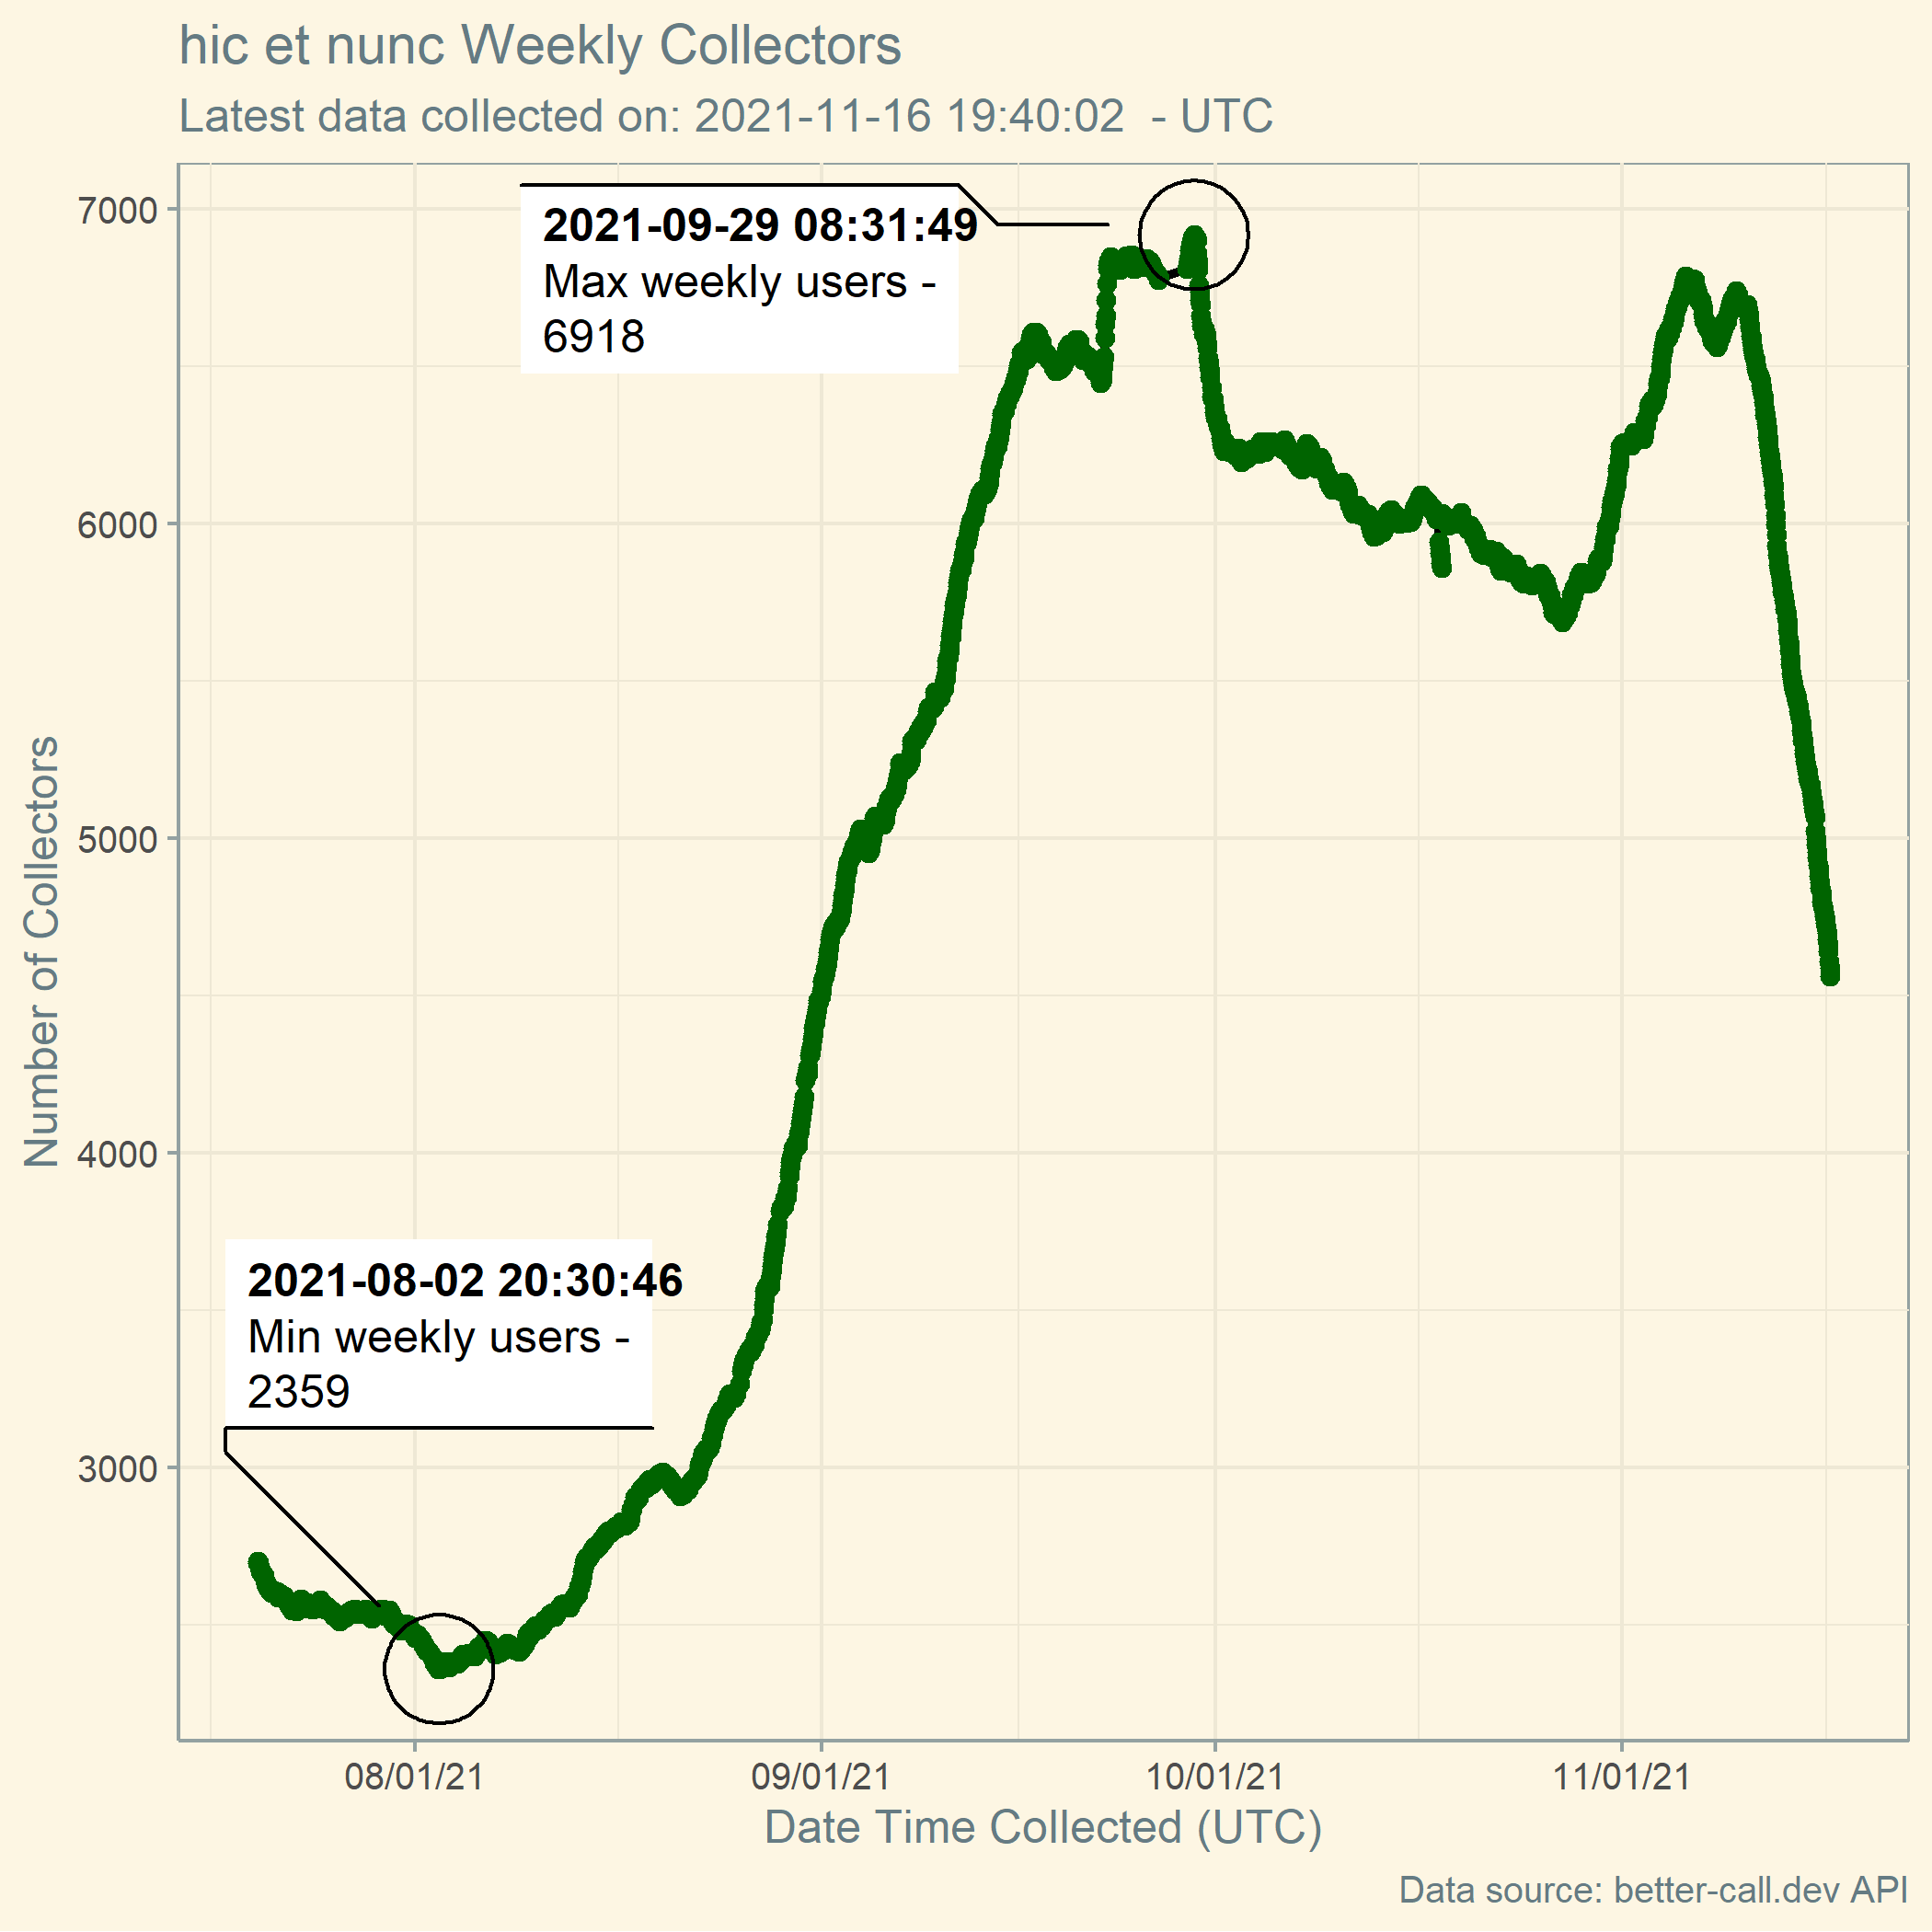 hic et nunc Weekly Collectors
Latest data collected on: 2021-11-16 19:40:02  - UTC
Number of Collectors
7000
6000
5000
4000
3000
2021-09-29 08:31:49
Max weekly users -
6918
2021-08-02 20:30:46
Min weekly users -
2359
08/01/21
09/01/21
10/01/21
11/01/21
Date Time Collected (UTC)
Data source: better-call.dev API